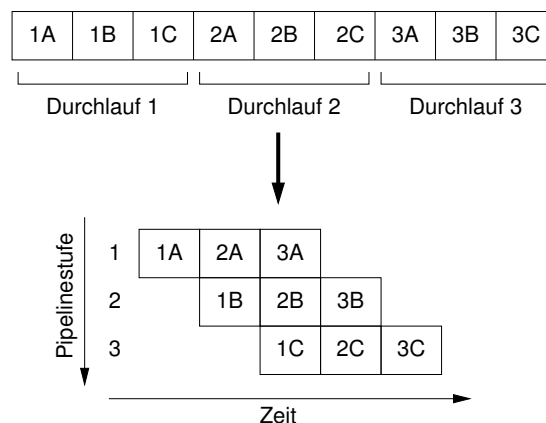 1A 1B 1C 2A 2B 2C 3A 3B 3C
Durchlauf 1 Durchlauf 2 Durchlauf 3
Pipelinestufe
1 1A 2A 3A
2 1B 2B 3B
3 1C 2C 3C
Zeit